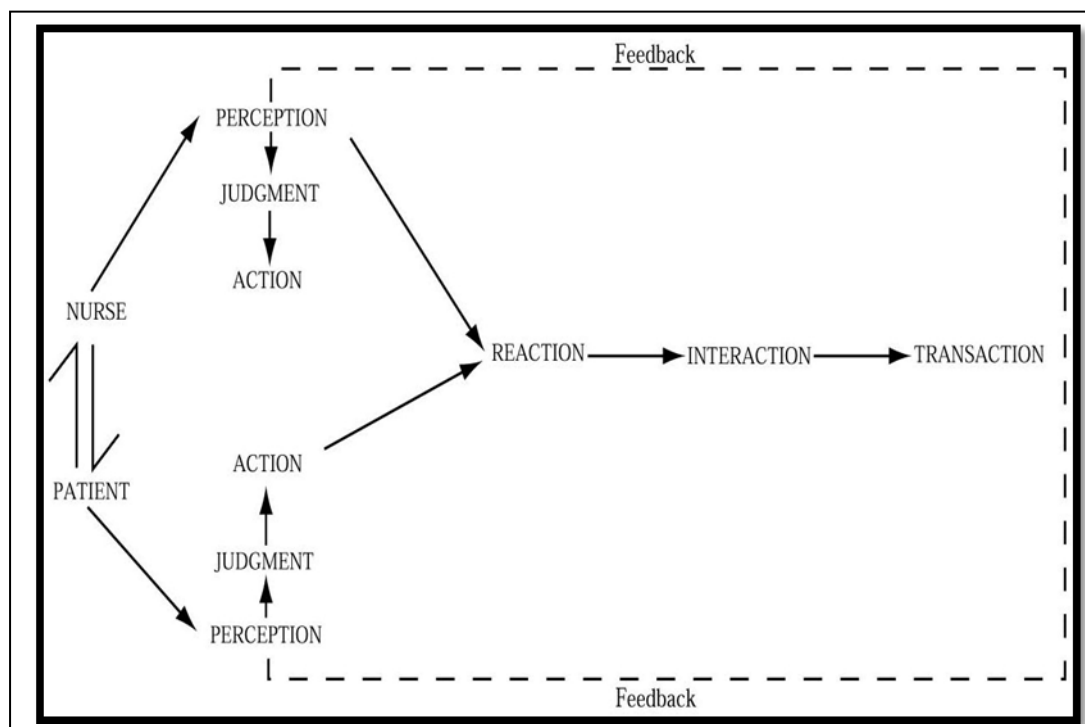 Feedback
PERCEPTION
JUDGMENT
ACTION
NURSE
REACTION INTERACTION TRANSACTION
ACTION
PATIENT
JUDGMENT
PERCEPTION
Feedback